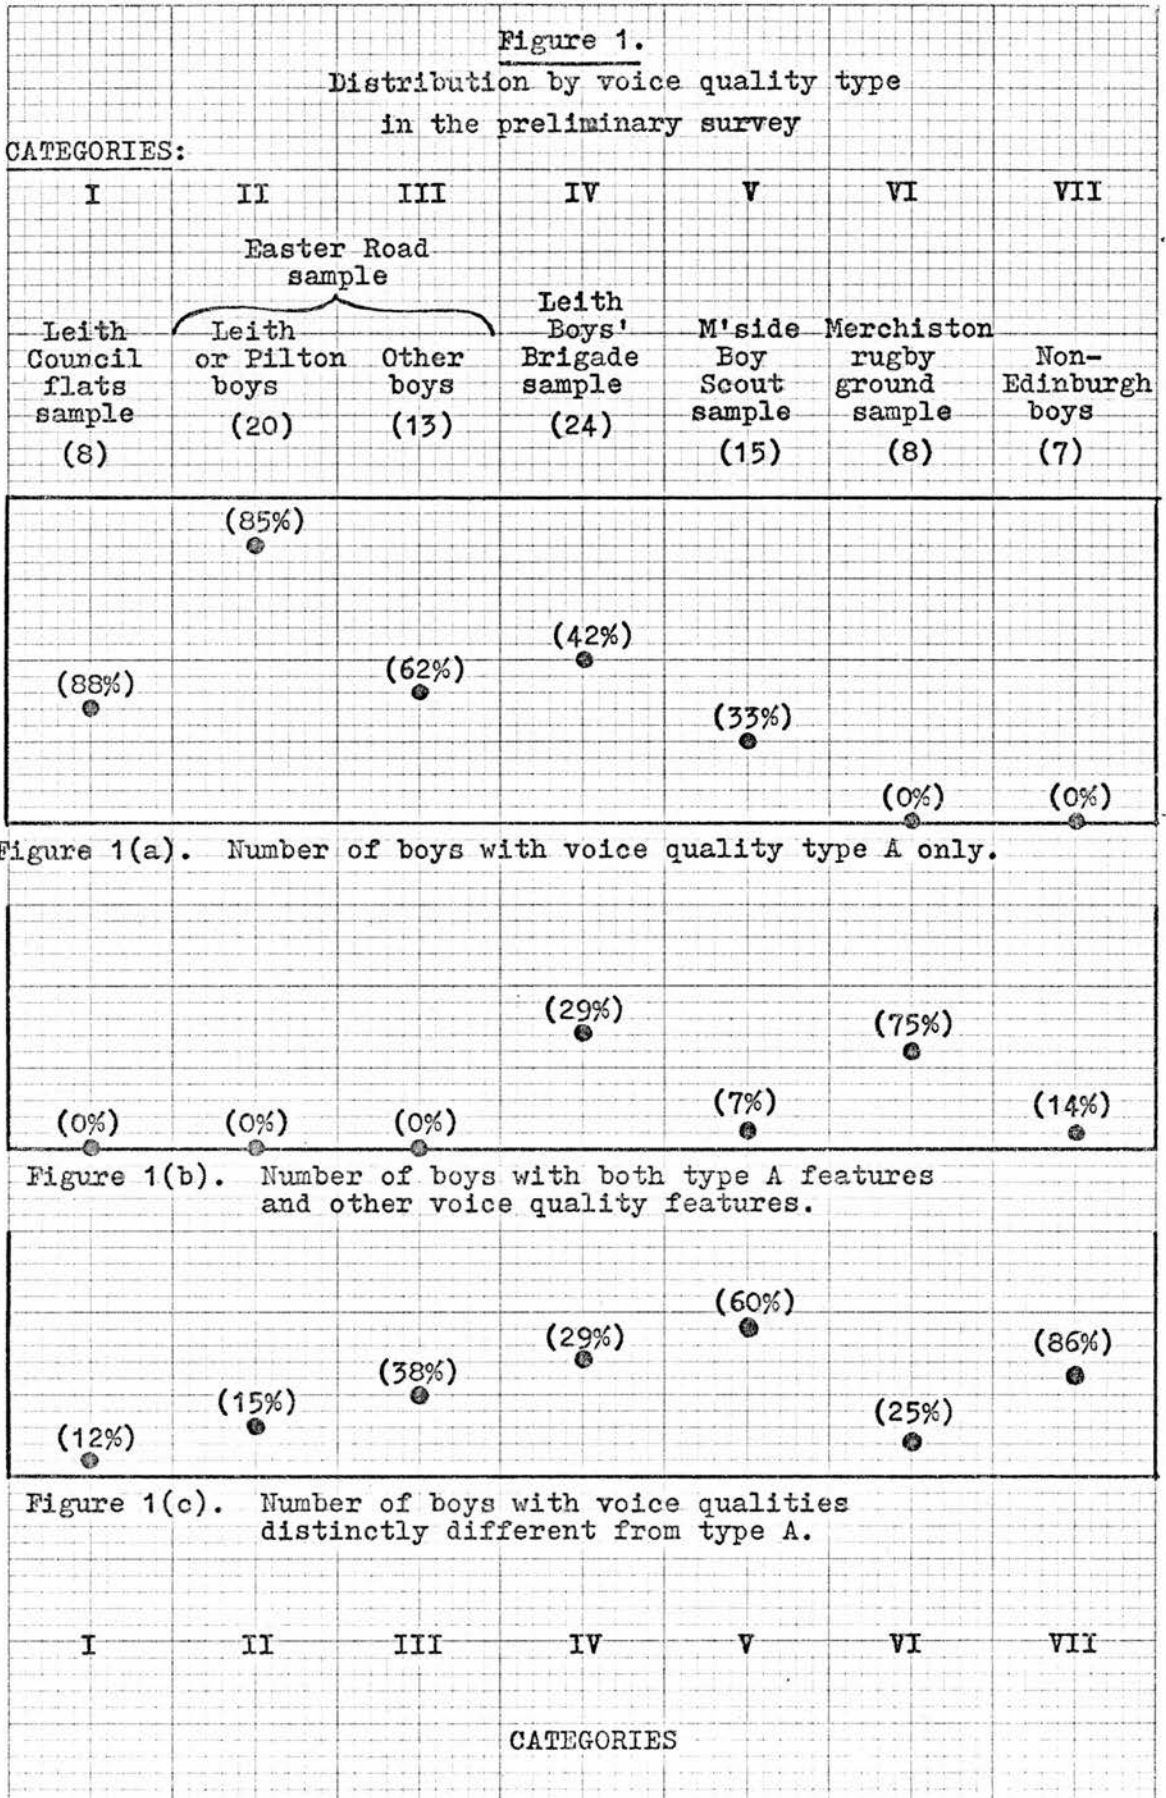 Figure 1.
Distribution by voice quality type
in the preliminary survey
CATEGORIES:
I II III IV V VI VII
Easter Road
sample
Leith
Council
flats
sample
(8)
Leith
or Pilton
boys
(20)
Other
boys
(13)
Leith
Boys'
Brigade
sample
(24)
M'side
Boy
Scout
sample
(15)
Merchiston
rugby
ground
sample
(8)
Non-
Edinburgh
boys
(7)
(88%) (85%) (62%) (42%) (33%) (0%) (0%)
Figure 1(a). Number of boys with voice quality type A only.
(0%) (0%) (0%) (29%) (7%) (75%) (14%)
Figure 1(b). Number of boys with both type A features
and other voice quality features.
(12%) (15%) (38%) (29%) (60%) (25%) (86%)
Figure 1(c). Number of boys with voice qualities
distinctly different from type A.
I II III IV V VI VII
CATEGORIES